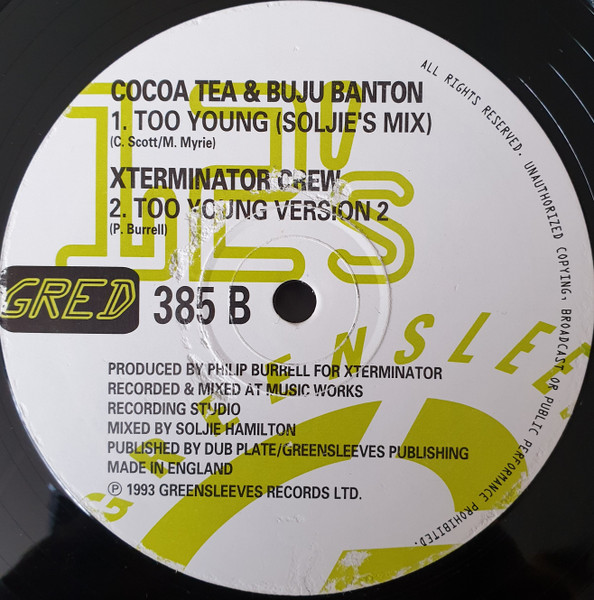 12's
COCOA TEA & BUJU BANTON
1. TOO YOUNG (SOLJIE'S MIX)
(C. Scott/M. Myrie)
XTERMINATOR CREW
2. TOO YOUNG VERSION 2
(P. Burrell)
GRED 385 B
PRODUCED BY PHILIP BURRELL FOR XTERMINATOR
RECORDED & MIXED AT MUSIC WORKS
RECORDING STUDIO
MIXED BY SOLJIE HAMILTON
PUBLISHED BY DUB PLATE/GREENSLEEVES PUBLISHING
MADE IN ENGLAND
℗ 1993 GREENSLEEVES RECORDS LTD.
GREENSLEE
ALL RIGHTS RESERVED. UNAUTHORIZED COPYING, BROADCAST OR PUBLIC PERFORMANCE PROHIBITED.